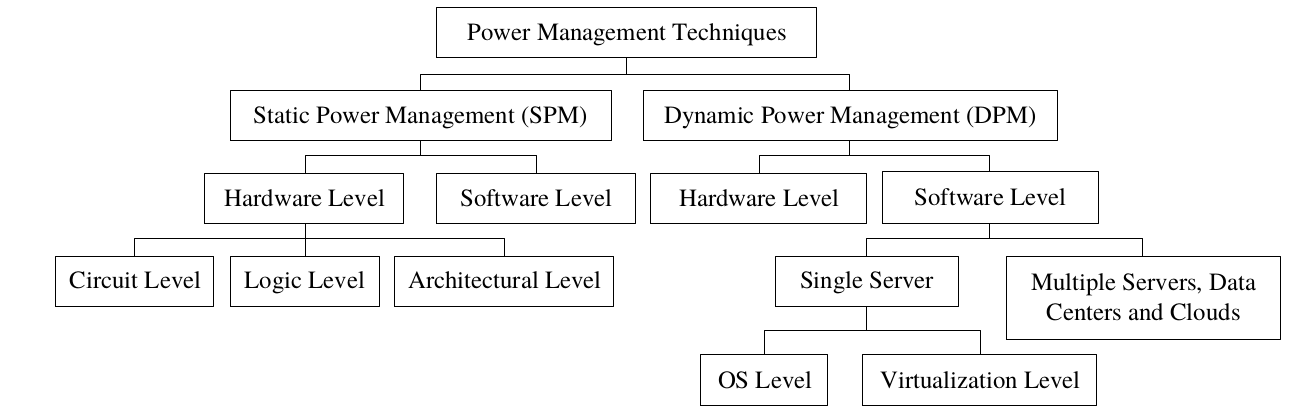 Power Management Techniques
Static Power Management (SPM)
Dynamic Power Management (DPM)
Hardware Level
Software Level
Hardware Level
Software Level
Circuit Level
Logic Level
Architectural Level
Single Server
Multiple Servers, Data
Centers and Clouds
OS Level
Virtualization Level